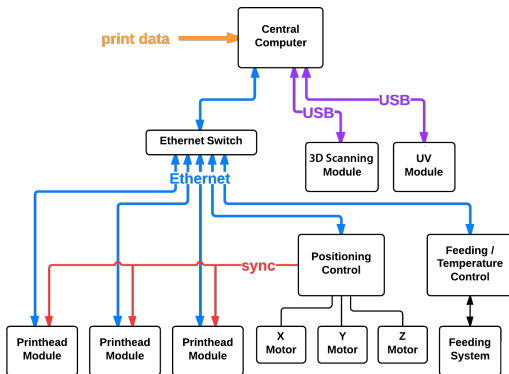 Central
Computer
print data
USB
USB
Ethernet Switch
3D Scanning
Module
UV
Module
Ethernet
sync
Positioning
Control
Feeding /
Temperature
Control
Printhead
Module
Printhead
Module
Printhead
Module
X
Motor
Y
Motor
Z
Motor
Feeding
System